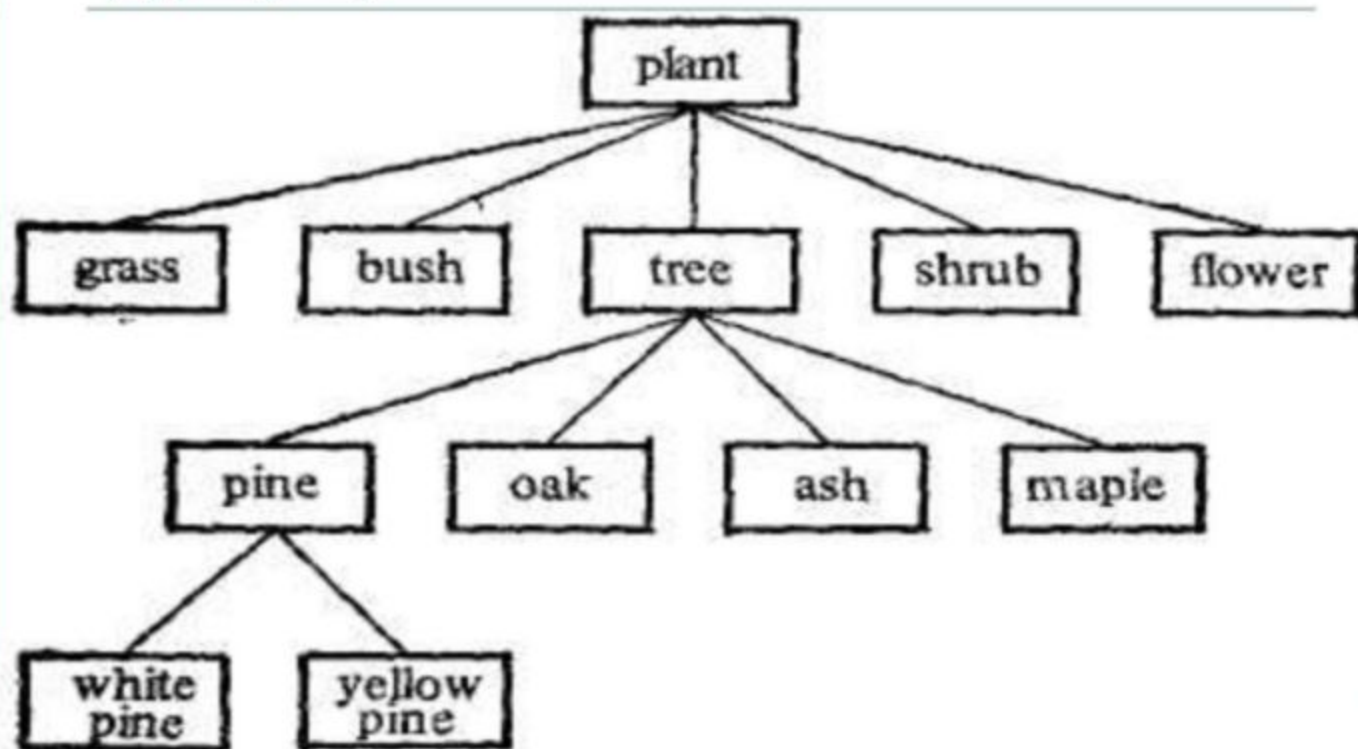 plant
grass
bush
tree
shrub
flower
pine
oak
ash
maple
white
pine
yellow
pine